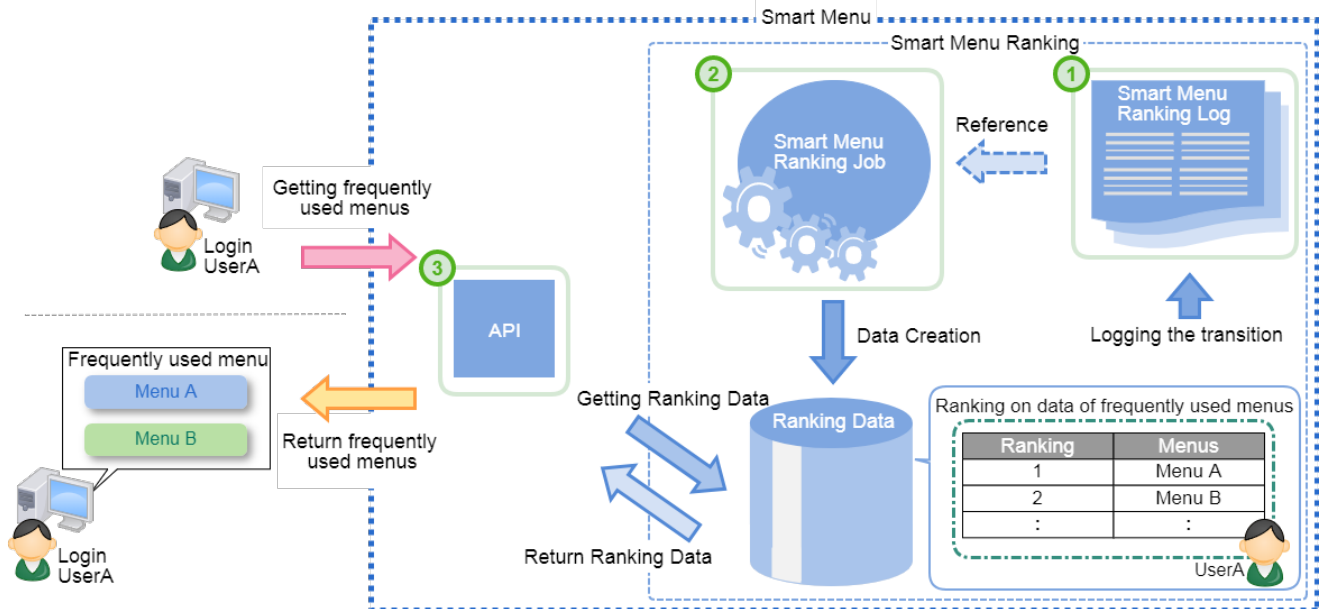 Smart Menu
Smart Menu Ranking
2
1
Smart Menu
Ranking Log
Smart Menu
Ranking Job
Reference
Getting frequently
used menus
Login
UserA
3
API
Logging the transition
Data Creation
Frequently used menu
Menu A
Menu B
Return frequently
used menus
Getting Ranking Data
Ranking Data
Return Ranking Data
Ranking on data of frequently used menus
Ranking Menus
1 Menu A
2 Menu B
: :
UserA
Login
UserA